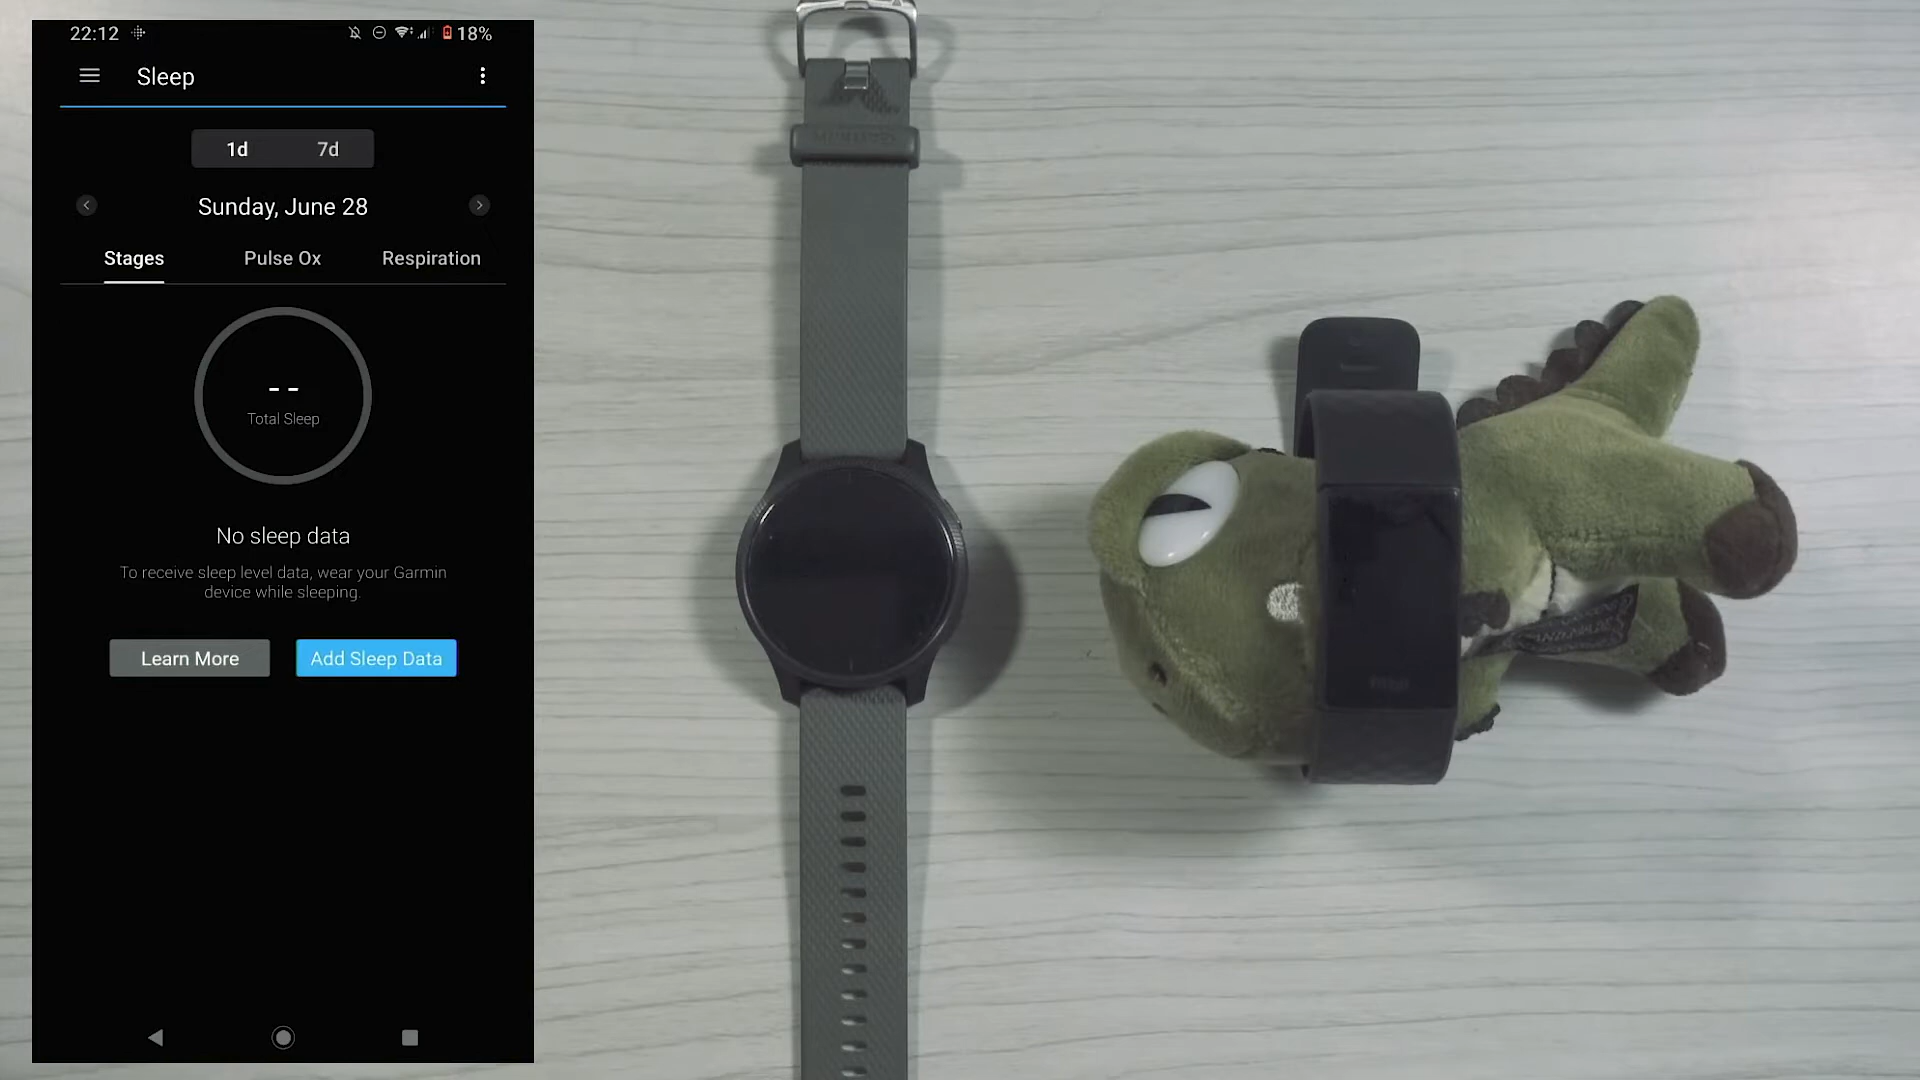 22:12
18%
Sleep
1d 7d
Sunday, June 28
Stages Pulse Ox Respiration
--
Total Sleep
No sleep data
To receive sleep level data, wear your Garmin
device while sleeping.
Learn More Add Sleep Data
fitbit